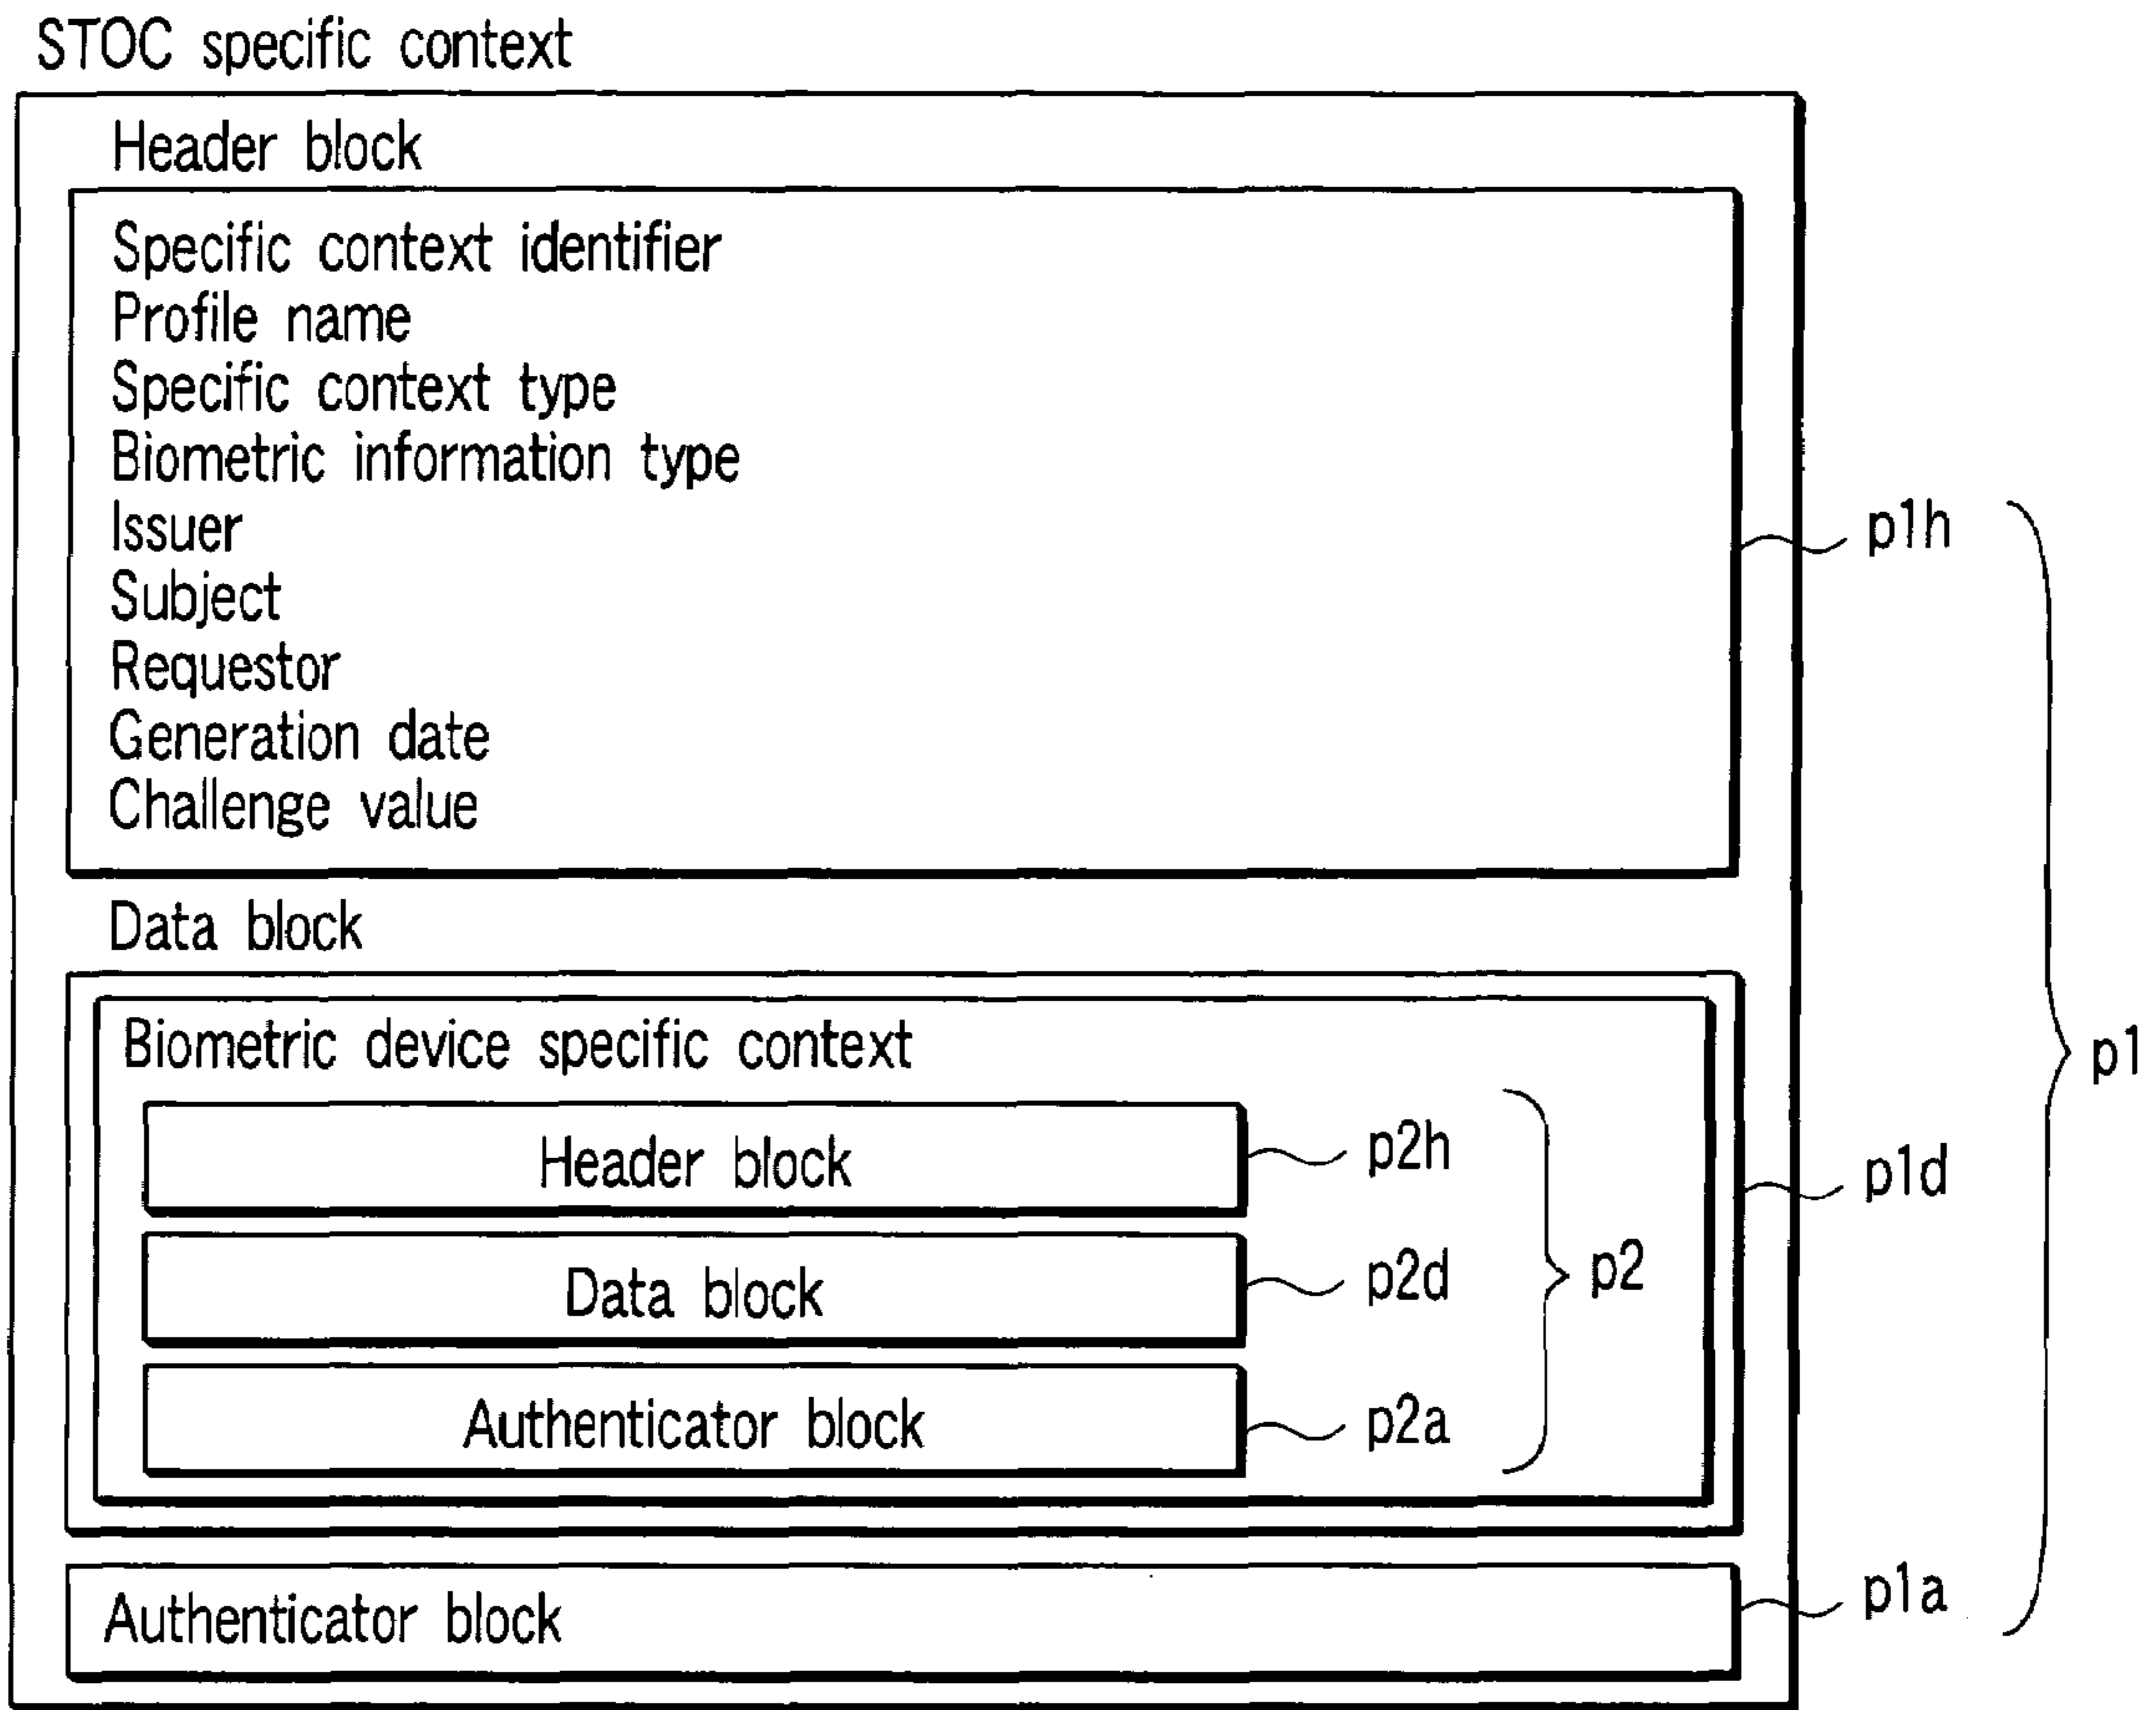 STOC specific context
Header block
Specific context identifier
Profile name
Specific context type
Biometric information type
Issuer
Subject
Requestor
Generation date
Challenge value
p1h
Data block
Biometric device specific context
Header block
p2h
Data block
p2d
Authenticator block
p2a
p2
p1d
Authenticator block
p1a
p1